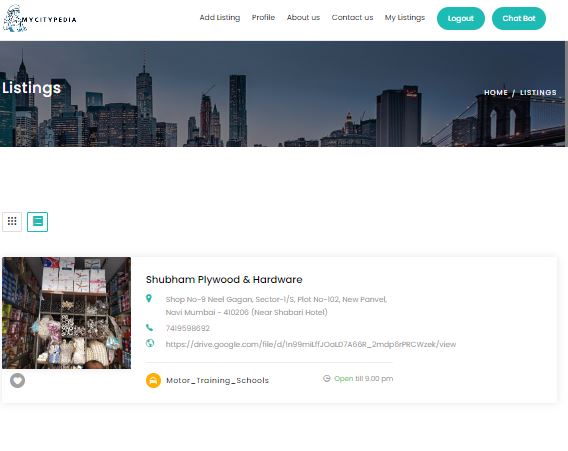 MYCITYPEDIA
Add Listing Profile About us Contact us My Listings Logout Chat Bot
Listings
HOME / LISTINGS
Shubham Plywood & Hardware
Shop No-9 Neel Gagan, Sector-1/S, Plot No-102, New Panvel,
Navi Mumbai - 410206 (Near Shabari Hotel)
7419598692
https://drive.google.com/file/d/1n99miLffJOaLD7A66R_2mdp6rPRCWzek/view
Motor_Training_Schools Open till 9.00 pm